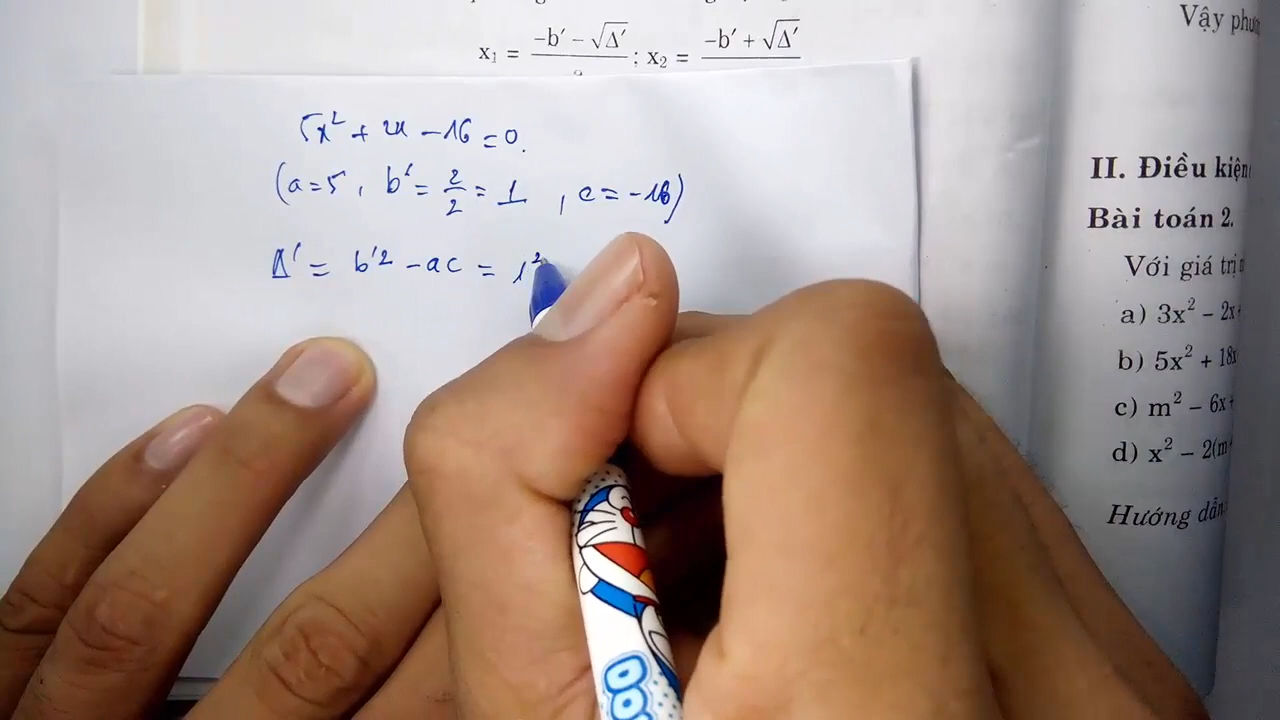 x₁ = −b′ − √Δ′ ; x₂ = −b′ + √Δ′
5x² + 2x − 16 = 0.
(a = 5 , b′ = 2/2 = 1 , c = −16)
Δ′ = b′2 − ac = 1²
Vậy
II. Điều kiện
Bài toán 2.
Với giá trị
a) 3x² − 2x
b) 5x² + 18x
c) m² − 6x
d) x² − 2(m
Hướng dẫn